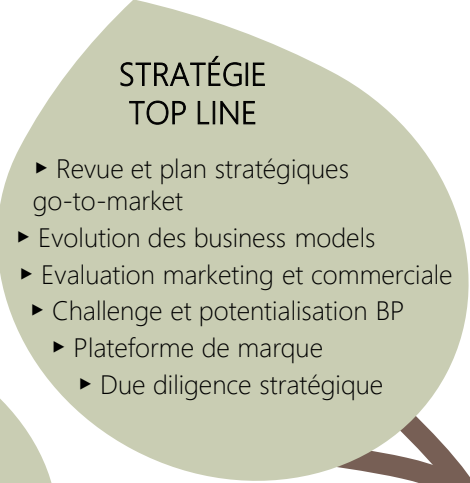 STRATÉGIE
TOP LINE
▸ Revue et plan stratégiques
go-to-market
▸ Evolution des business models
▸ Evaluation marketing et commerciale
▸ Challenge et potentialisation BP
▸ Plateforme de marque
▸ Due diligence stratégique